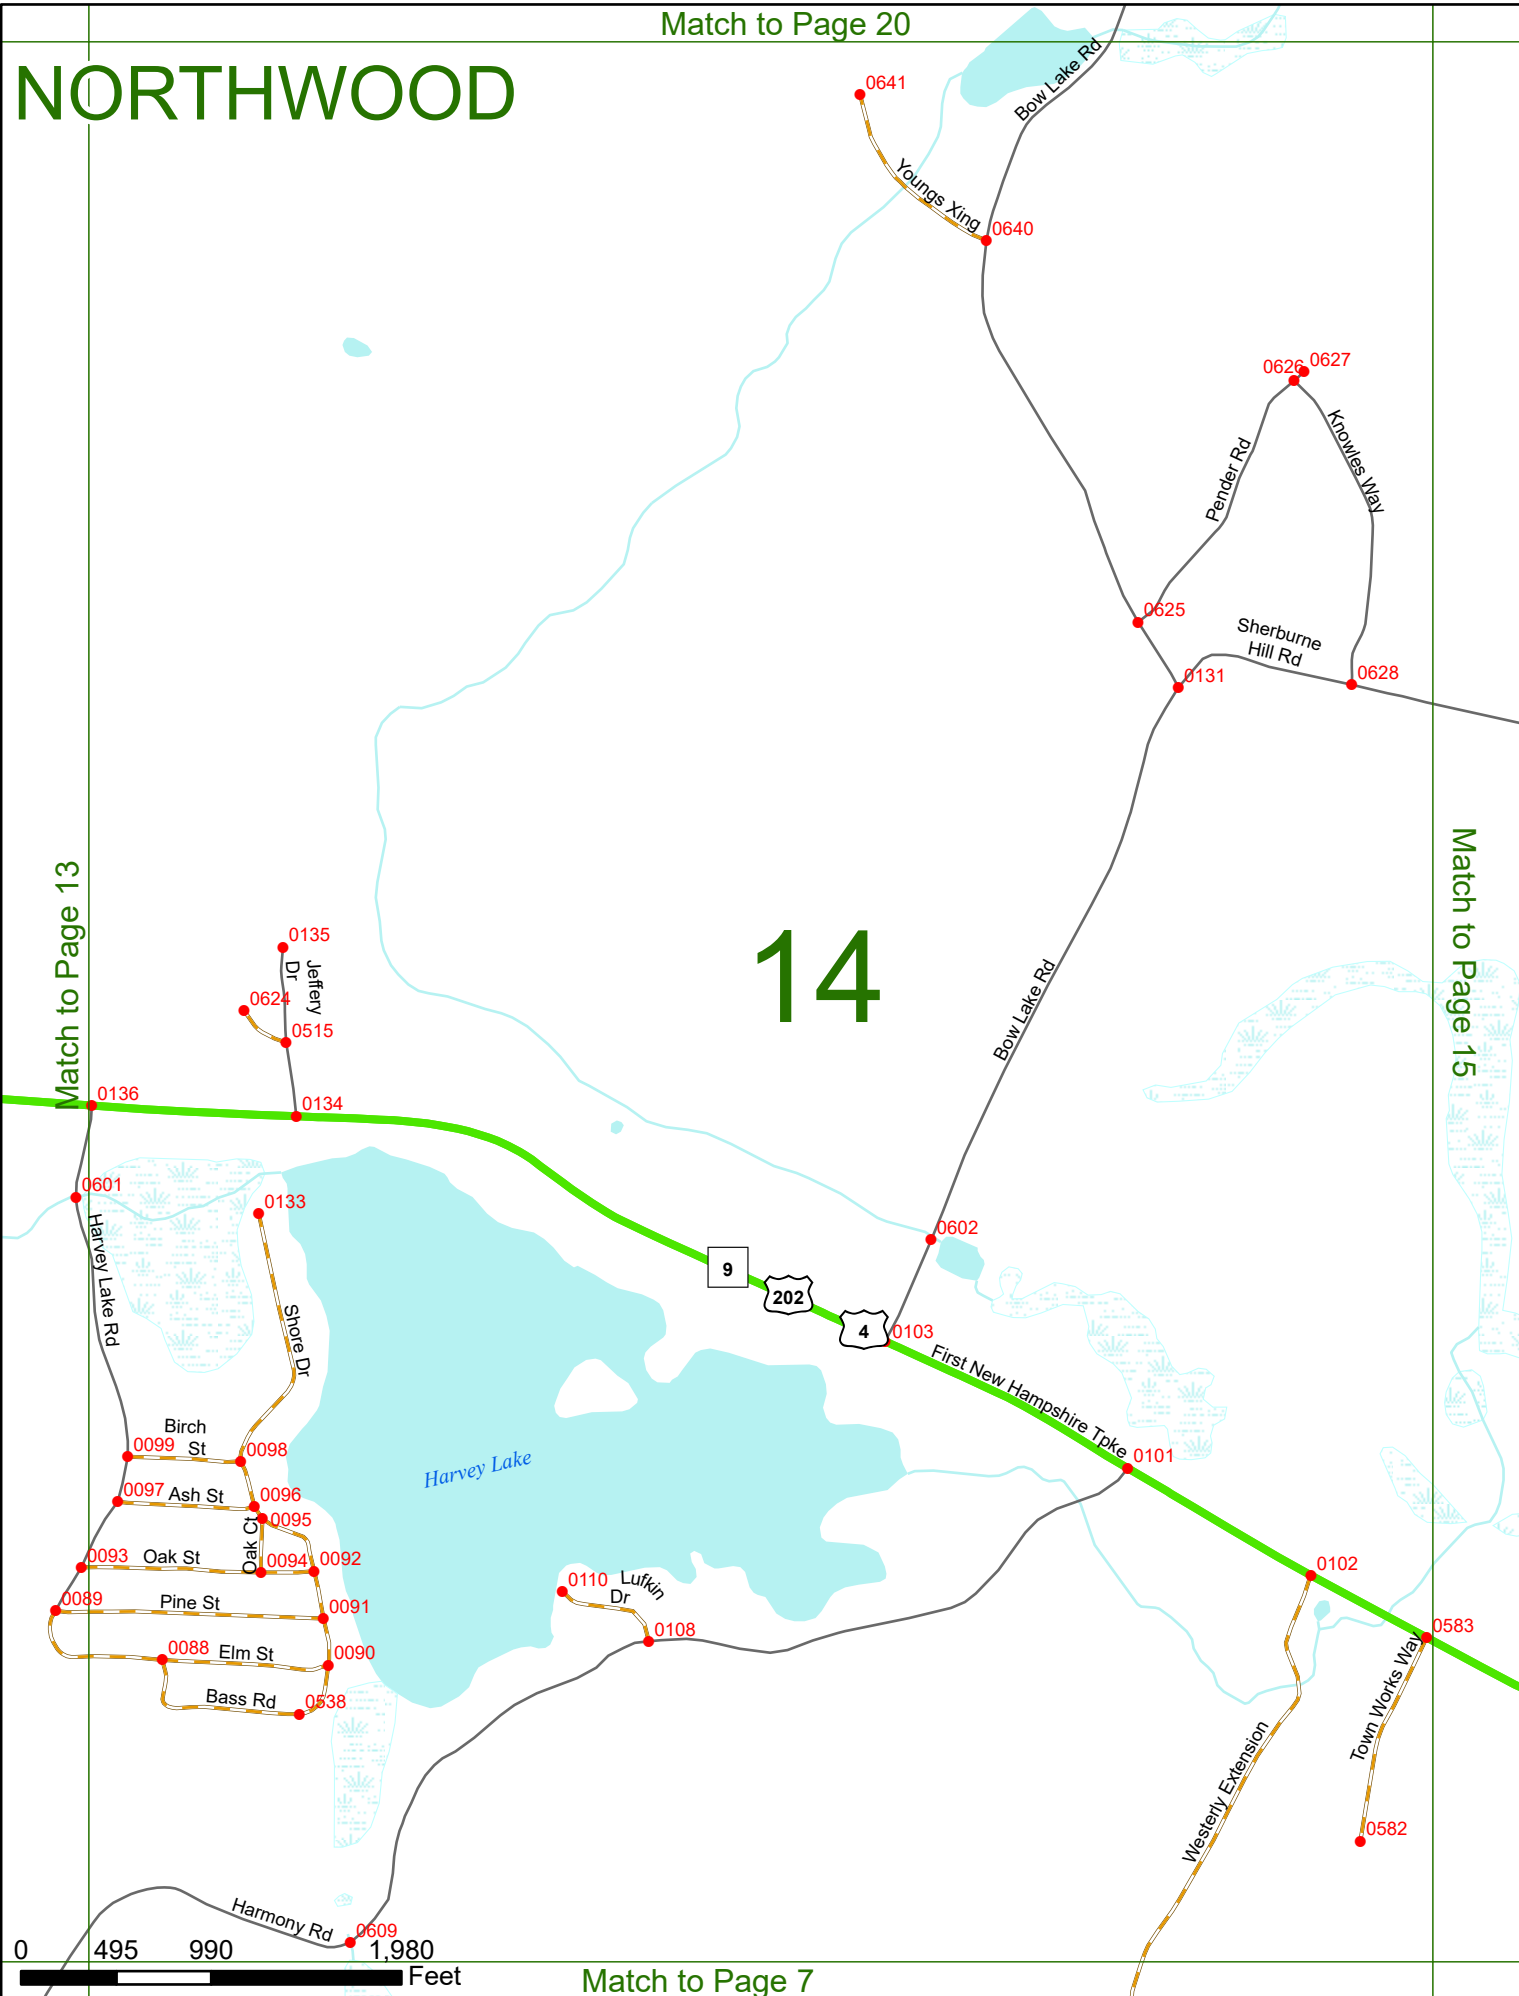 Match to Page 20
NORTHWOOD
0641
Bow Lake Rd
Youngs Xing
0640
0627
0626
Knowles Way
Pender Rd
0625
Sherburne
Hill Rd
0131
0628
Match to Page 13
Match to Page 15
14
0135
Jeffery
Dr
0624
0515
Bow Lake Rd
0136
0134
0601
0133
Harvey Lake Rd
0602
9
202
4
0103
Shore Dr
First New Hampshire Tpke
Birch
St
0099
0098
0101
Harvey Lake
0097
Ash St
0096
0095
Oak Ct
0093
Oak St
0094
0092
0102
0110
Lufkin
Dr
0089
Pine St
0091
0108
0583
0088
Elm St
0090
Town Works Way
Bass Rd
0538
Westerly Extension
0582
Harmony Rd
0609
0
495
990
1,980
Feet
Match to Page 7